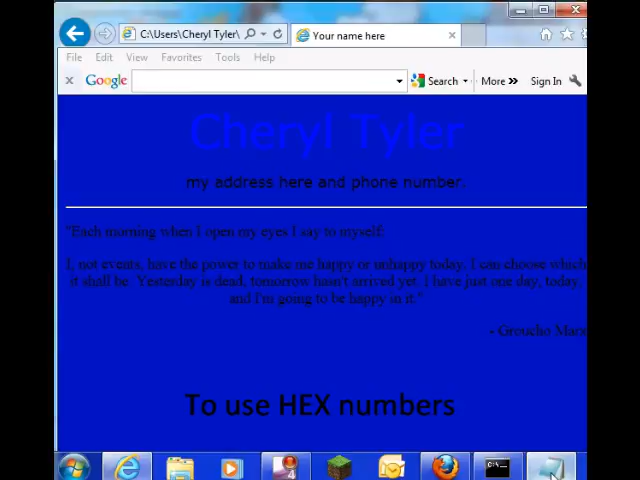 C:\Users\Cheryl Tyler\
Your name here
File Edit View Favorites Tools Help
Google Search More » Sign In
Cheryl Tyler
my address here and phone number.
"Each morning when I open my eyes I say to myself:
I, not events, have the power to make me happy or unhappy today. I can choose which
it shall be. Yesterday is dead, tomorrow hasn't arrived yet. I have just one day, today,
and I'm going to be happy in it."
- Groucho Marx
To use HEX numbers
C:\